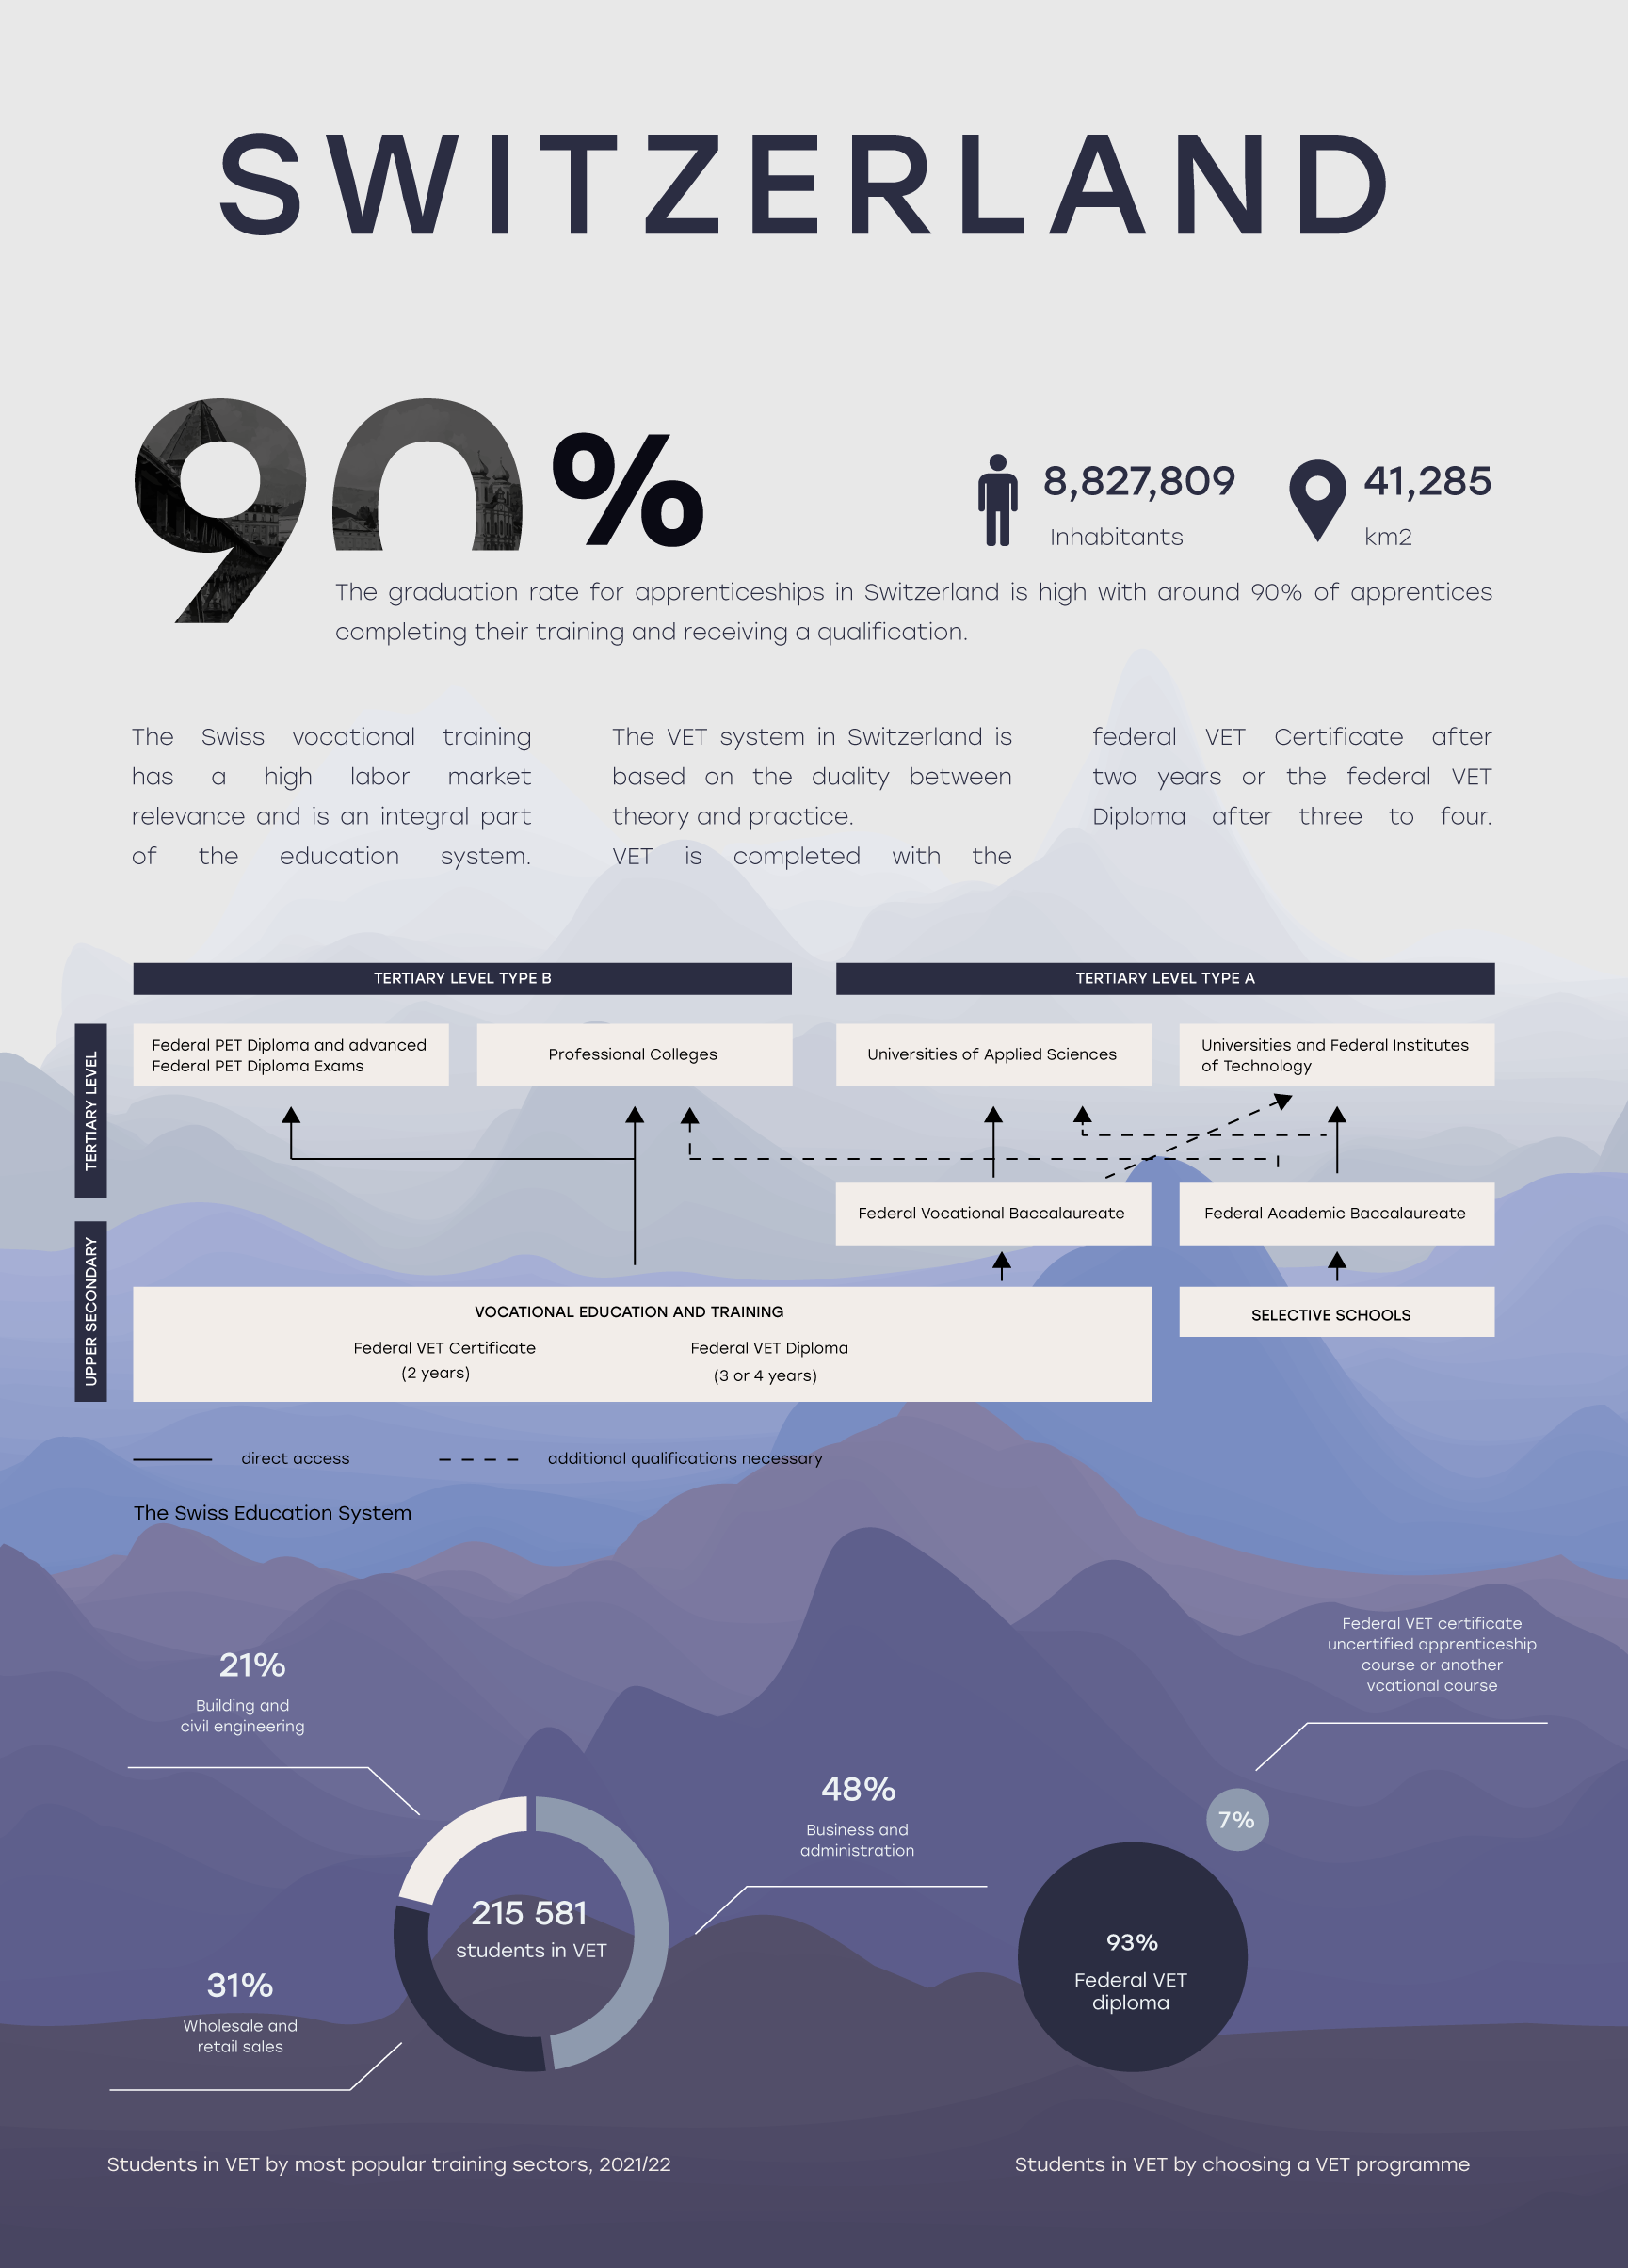 SWITZERLAND
90%
8,827,809
Inhabitants
41,285
km2
The graduation rate for apprenticeships in Switzerland is high with around 90% of apprentices
completing their training and receiving a qualification.
The Swiss vocational training
has a high labor market
relevance and is an integral part
of the education system.
The VET system in Switzerland is
based on the duality between
theory and practice.
VET is completed with the
federal VET Certificate after
two years or the federal VET
Diploma after three to four.
TERTIARY LEVEL TYPE B
TERTIARY LEVEL TYPE A
TERTIARY LEVEL
Federal PET Diploma and advanced
Federal PET Diploma Exams
Professional Colleges
Universities of Applied Sciences
Universities and Federal Institutes
of Technology
Federal Vocational Baccalaureate
Federal Academic Baccalaureate
UPPER SECONDARY
VOCATIONAL EDUCATION AND TRAINING
Federal VET Certificate
(2 years)
Federal VET Diploma
(3 or 4 years)
SELECTIVE SCHOOLS
direct access
additional qualifications necessary
The Swiss Education System
21%
Building and
civil engineering
48%
Business and
administration
215 581
students in VET
31%
Wholesale and
retail sales
Students in VET by most popular training sectors, 2021/22
Federal VET certificate
uncertified apprenticeship
course or another
vcational course
7%
93%
Federal VET
diploma
Students in VET by choosing a VET programme